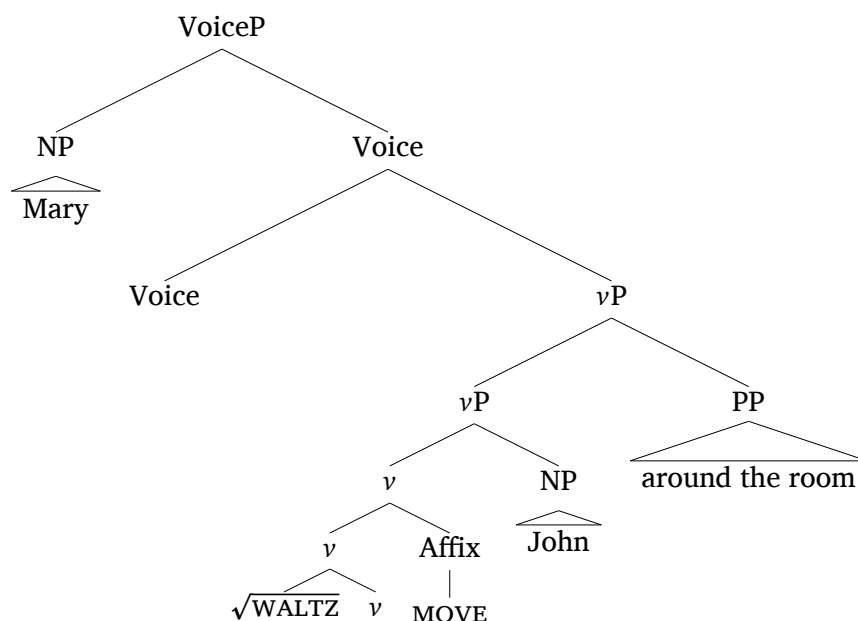 VoiceP
NP Voice
Mary
Voice vP
vP PP
v NP around the room
v Affix John
√WALTZ v MOVE